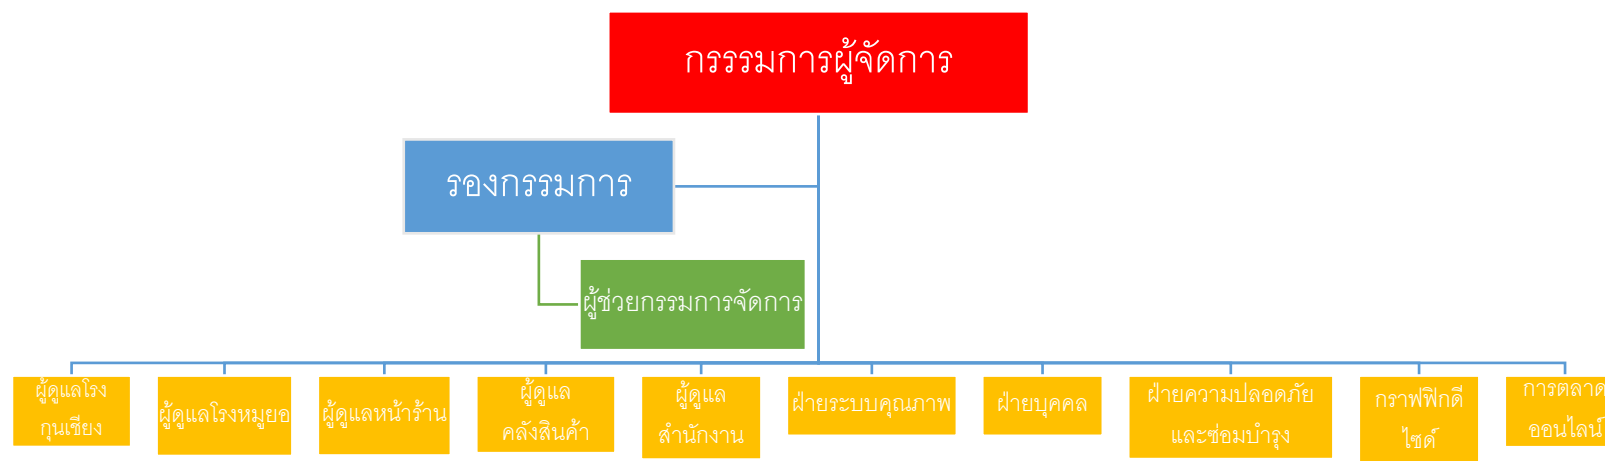 กรรรมการผู้จัดการ
รองกรรมการ
ผู้ช่วยกรรมการจัดการ
ผู้ดูแลโรง
กุนเชียง
ผู้ดูแลโรงหมูยอ
ผู้ดูแลหน้าร้าน
ผู้ดูแล
คลังสินค้า
ผู้ดูแล
สำนักงาน
ฝ่ายระบบคุณภาพ
ฝ่ายบุคคล
ฝ่ายความปลอดภัย
และซ่อมบำรุง
กราฟฟิกดี
ไซด์
การตลาด
ออนไลน์